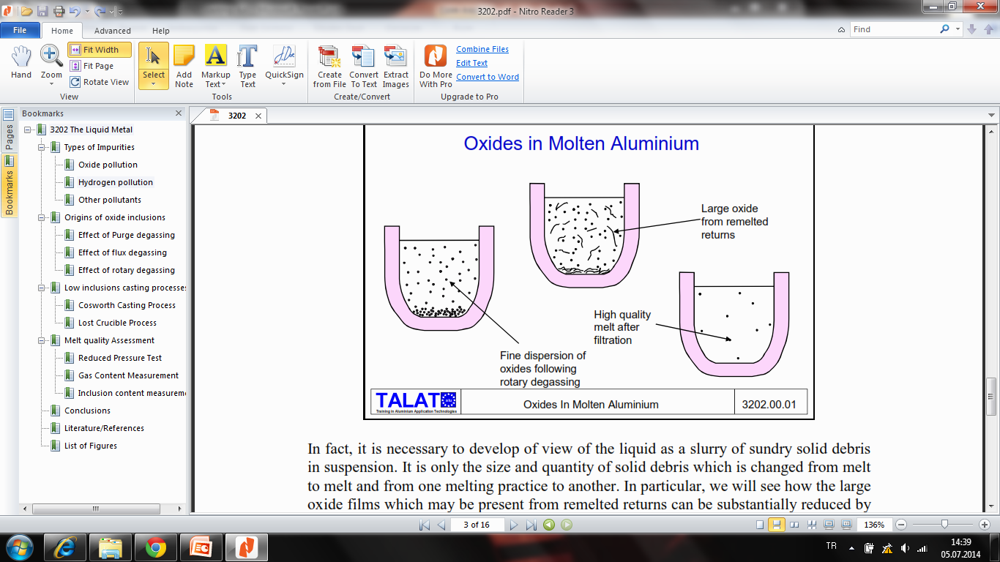 3202.pdf - Nitro Reader 3
File
Home
Advanced
Help
Find
Hand
Zoom
Fit Width
Fit Page
Rotate View
View
Select
Add Note
Markup Text
Type Text
QuickSign
Tools
Create from File
Convert To Text
Extract Images
Create/Convert
Do More With Pro
Combine Files
Edit Text
Convert to Word
Upgrade to Pro
Pages
Bookmarks
Bookmarks
3202 The Liquid Metal
Types of Impurities
Oxide pollution
Hydrogen pollution
Other pollutants
Origins of oxide inclusions
Effect of Purge degassing
Effect of flux degassing
Effect of rotary degassing
Low inclusions casting processes
Cosworth Casting Process
Lost Crucible Process
Melt quality Assessment
Reduced Pressure Test
Gas Content Measurement
Inclusion content measurem
Conclusions
Literature/References
List of Figures
3202
Oxides in Molten Aluminium
Large oxide
from remelted
returns
High quality
melt after
filtration
Fine dispersion of
oxides following
rotary degassing
TALAT
Training in Aluminium Application Technologies
Oxides In Molten Aluminium
3202.00.01
In fact, it is necessary to develop of view of the liquid as a slurry of sundry solid debris
in suspension. It is only the size and quantity of solid debris which is changed from melt
to melt and from one melting practice to another. In particular, we will see how the large
oxide films which may be present from remelted returns can be substantially reduced by
3 of 16
136%
TR
14:39
05.07.2014